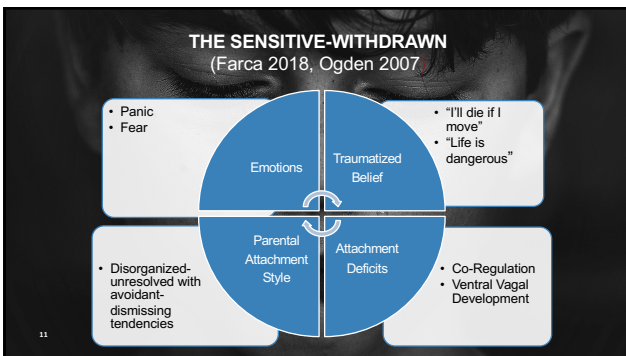 THE SENSITIVE-WITHDRAWN
(Farca 2018, Ogden 2007,
• Panic
• Fear
Emotions
Traumatized
Belief
• "I'll die if I
move"
• "Life is
dangerous"
Parental
Attachment
Style
• Disorganized-
unresolved with
avoidant-
dismissing
tendencies
Attachment
Deficits
• Co-Regulation
• Ventral Vagal
Development
11